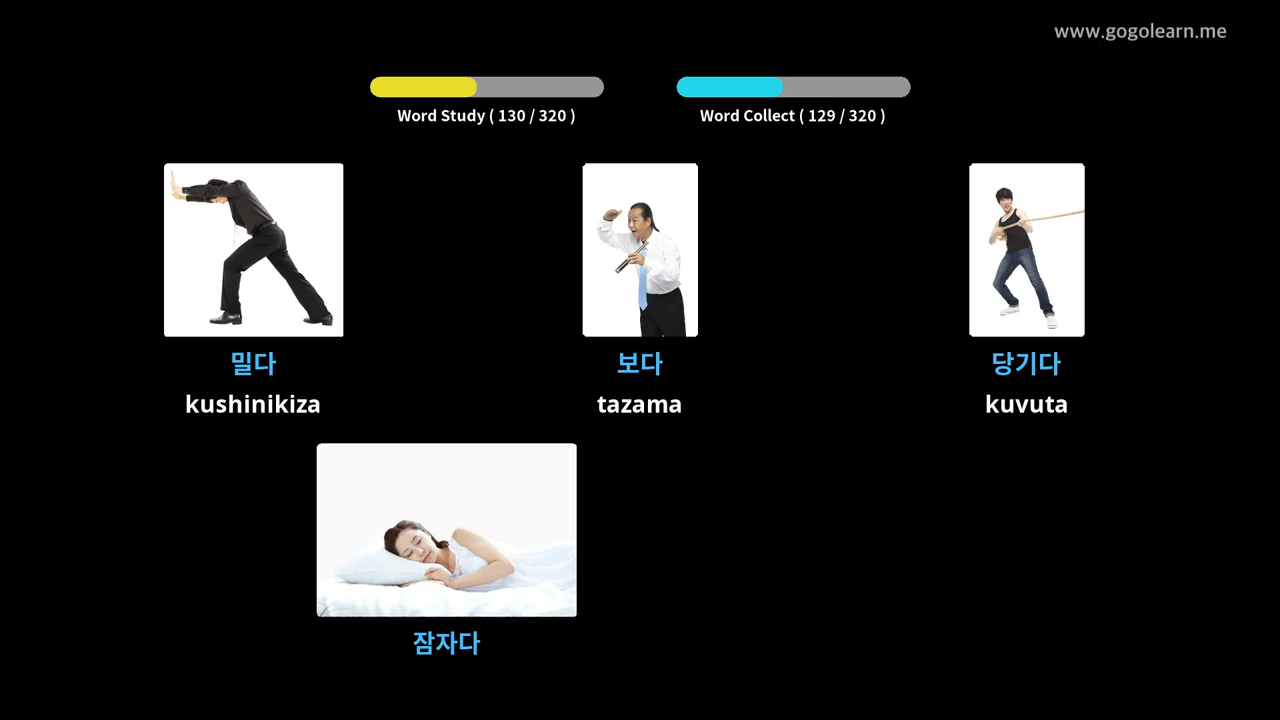 www.gogolearn.me
Word Study ( 130 / 320 )
Word Collect ( 129 / 320 )
밀다
kushinikiza
보다
tazama
당기다
kuvuta
잠자다